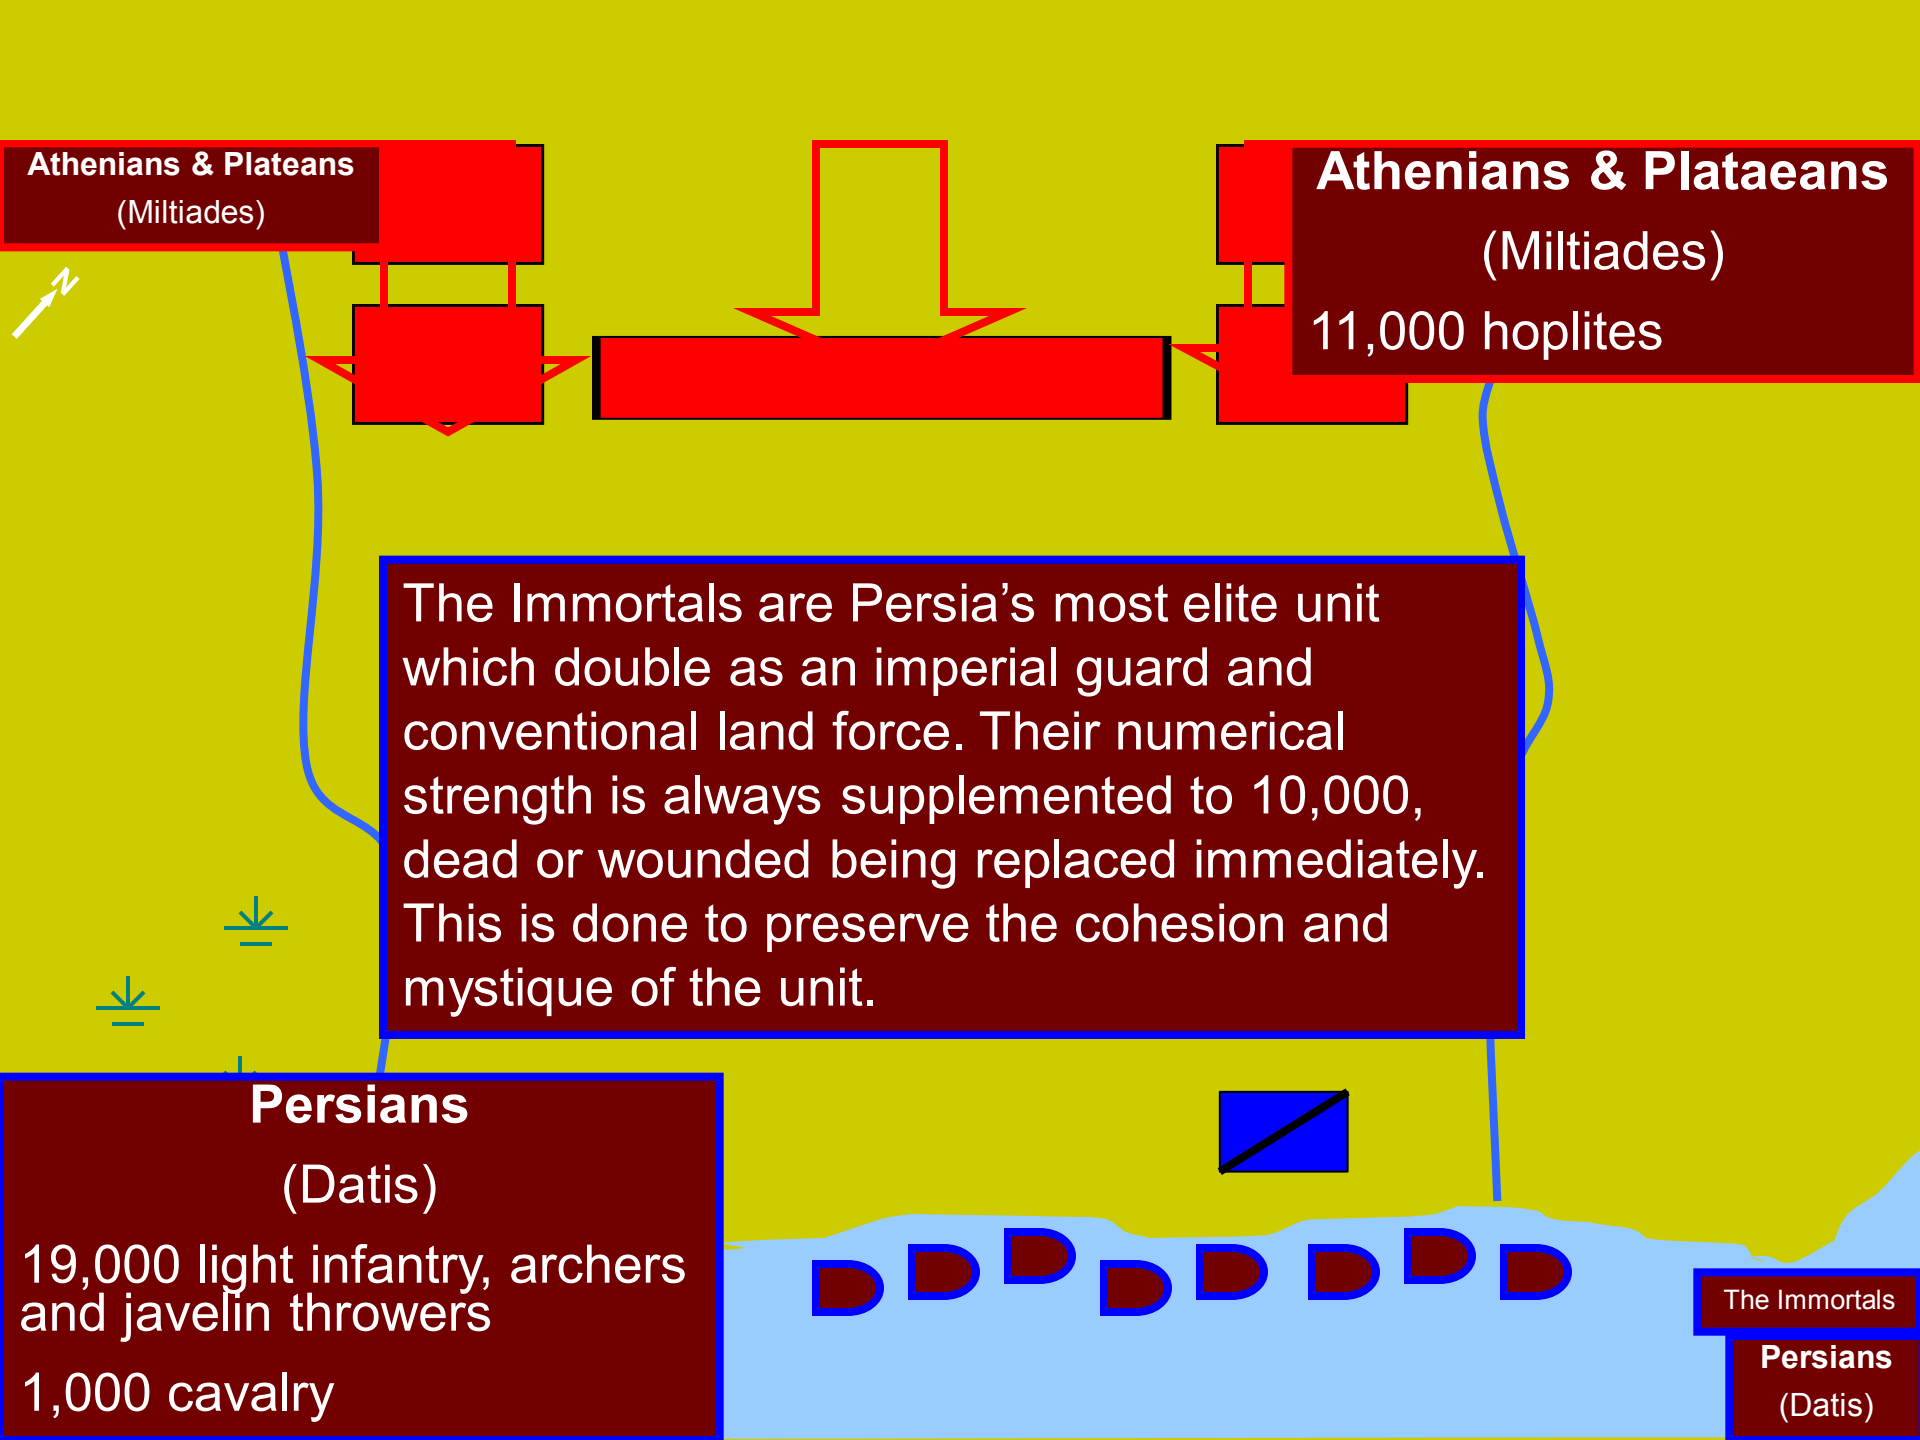 Athenians & Plateans
(Miltiades)
Athenians & Plataeans
(Miltiades)
11,000 hoplites
N
The Immortals are Persia’s most elite unit
which double as an imperial guard and
conventional land force. Their numerical
strength is always supplemented to 10,000,
dead or wounded being replaced immediately.
This is done to preserve the cohesion and
mystique of the unit.
Persians
(Datis)
19,000 light infantry, archers
and javelin throwers
1,000 cavalry
The Immortals
Persians
(Datis)